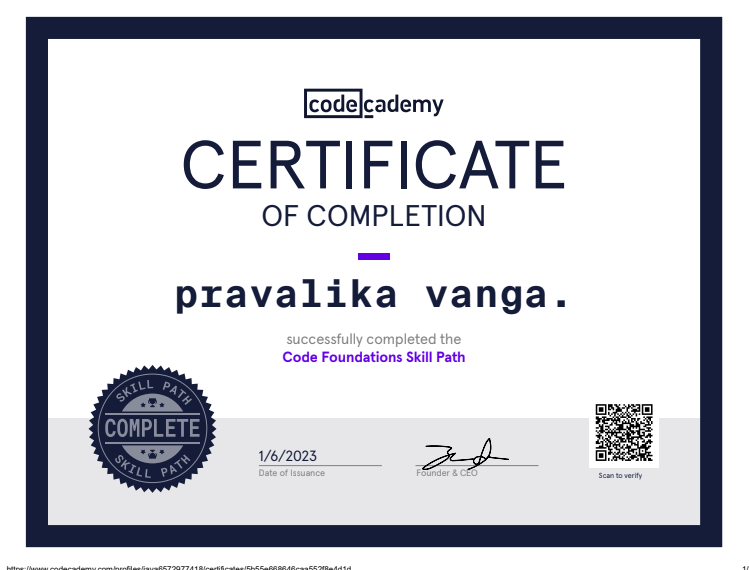 codecademy
CERTIFICATE
OF COMPLETION
pravalika vanga.
successfully completed the
Code Foundations Skill Path
SKILL PATH
COMPLETE
SKILL PATH
1/6/2023
Date of Issuance
Founder & CEO
Scan to verify
https://www.codecademy.com/profiles/java6572977418/certificates/5b55e668646caa552f8e4d1d
1/